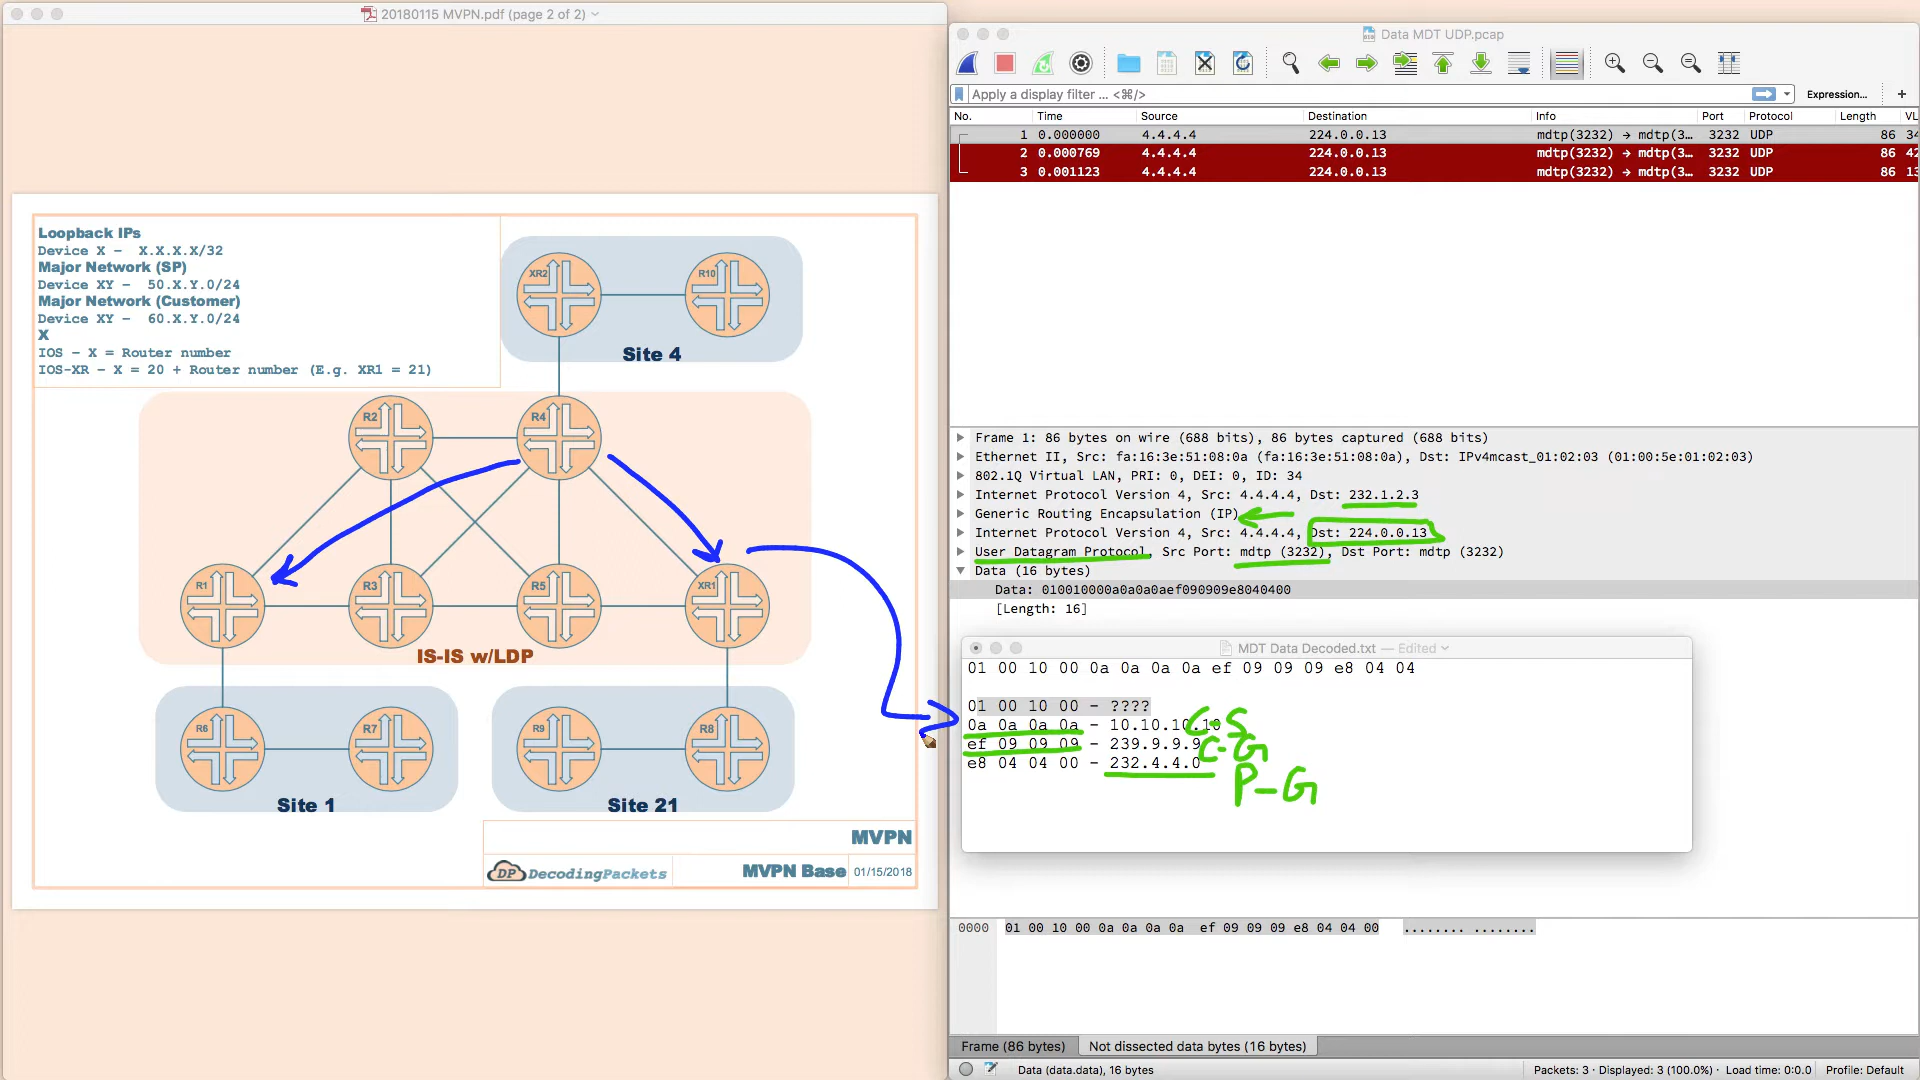 20180115 MVPN.pdf (page 2 of 2)
Loopback IPs
Device X – X.X.X.X/32
Major Network (SP)
Device XY – 50.X.Y.0/24
Major Network (Customer)
Device XY – 60.X.Y.0/24
X
IOS – X = Router number
IOS-XR – X = 20 + Router number (E.g. XR1 = 21)
XR2
R10
Site 4
R2
R4
R1
R3
R5
XR1
IS-IS w/LDP
R6
R7
R9
R8
Site 1
Site 21
MVPN
DP DecodingPackets
MVPN Base
01/15/2018
Data MDT UDP.pcap
Apply a display filter ... <⌘/>
Expression...
+
No. Time Source Destination Info Port Protocol Length VL
1 0.000000 4.4.4.4 224.0.0.13 mdtp(3232) → mdtp(3… 3232 UDP 86 34
2 0.000769 4.4.4.4 224.0.0.13 mdtp(3232) → mdtp(3… 3232 UDP 86 42
3 0.001123 4.4.4.4 224.0.0.13 mdtp(3232) → mdtp(3… 3232 UDP 86 13
Frame 1: 86 bytes on wire (688 bits), 86 bytes captured (688 bits)
Ethernet II, Src: fa:16:3e:51:08:0a (fa:16:3e:51:08:0a), Dst: IPv4mcast_01:02:03 (01:00:5e:01:02:03)
802.1Q Virtual LAN, PRI: 0, DEI: 0, ID: 34
Internet Protocol Version 4, Src: 4.4.4.4, Dst: 232.1.2.3
Generic Routing Encapsulation (IP)
Internet Protocol Version 4, Src: 4.4.4.4, Dst: 224.0.0.13
User Datagram Protocol, Src Port: mdtp (3232), Dst Port: mdtp (3232)
Data (16 bytes)
Data: 010010000a0a0a0aef090909e8040400
[Length: 16]
MDT Data Decoded.txt — Edited
01 00 10 00 0a 0a 0a 0a ef 09 09 09 e8 04 04
01 00 10 00 – ????
0a 0a 0a 0a – 10.10.10.10 C-S
ef 09 09 09 – 239.9.9.9 C-G
e8 04 04 00 – 232.4.4.0
P-G
0000 01 00 10 00 0a 0a 0a 0a ef 09 09 09 e8 04 04 00 ........ ........
Frame (86 bytes)
Not dissected data bytes (16 bytes)
Data (data.data), 16 bytes
Packets: 3 · Displayed: 3 (100.0%) · Load time: 0:0.0
Profile: Default